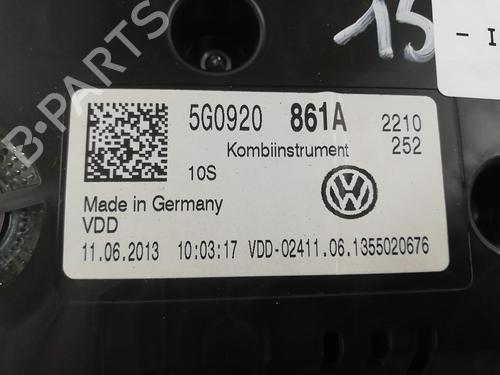 15
- I
B-PARTS
5G0920 861A 2210
Kombiinstrument 252
10S
Made in Germany
VDD
11.06.2013 10:03:17 VDD-02411.06.1355020676